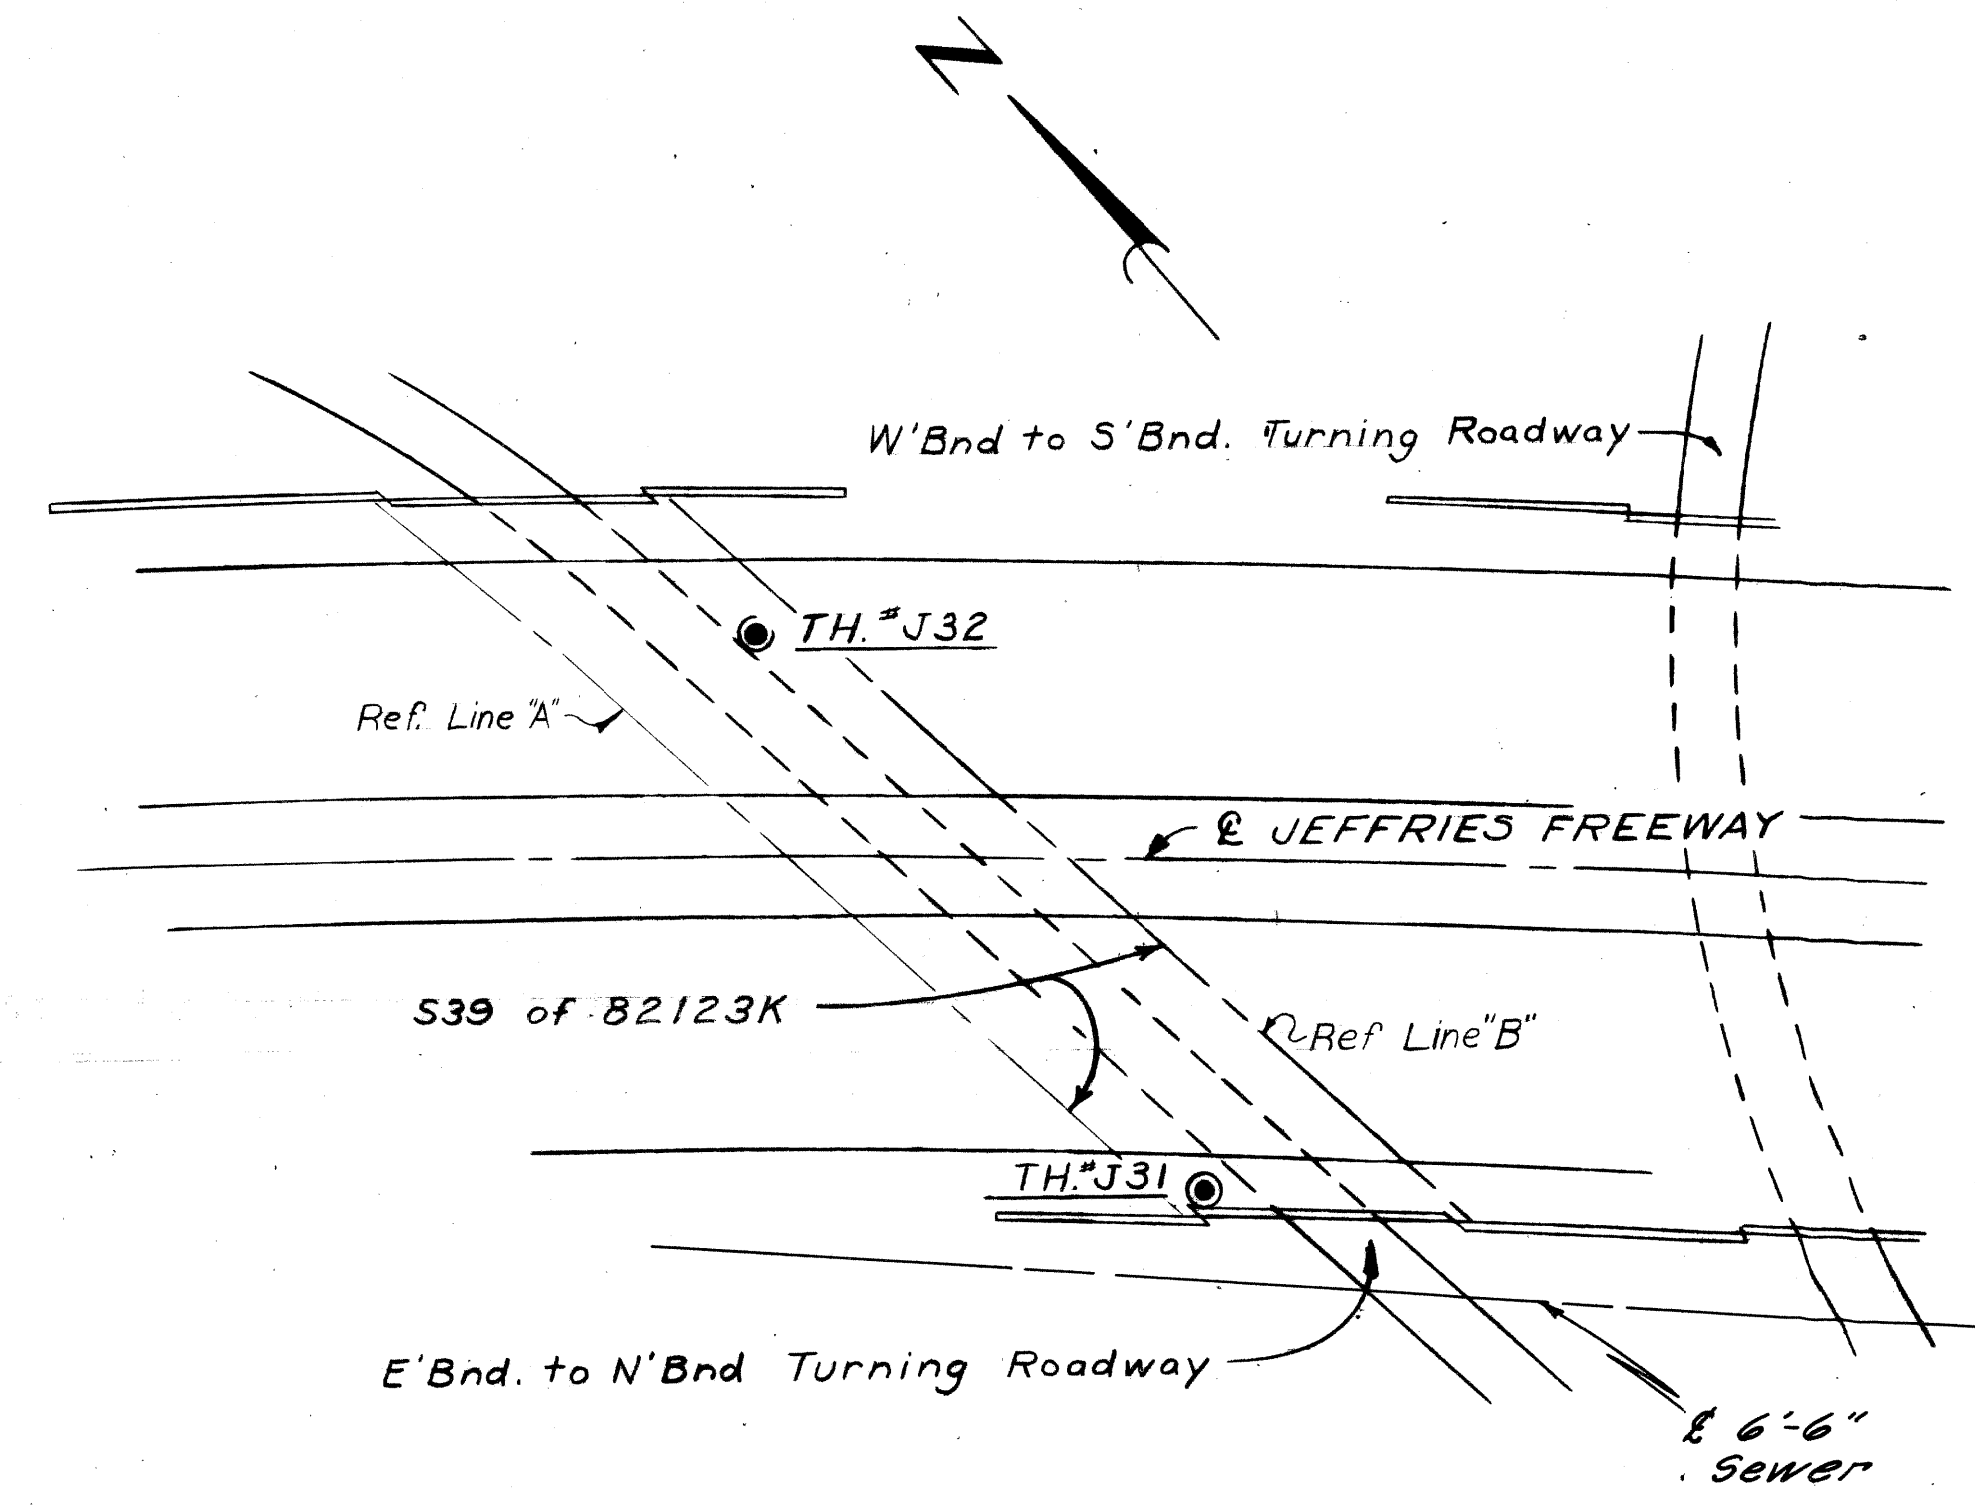 N
W'Bnd to S'Bnd. Turning Roadway
TH. #J32
Ref. Line "A"
℄ JEFFRIES FREEWAY
S39 of 82123K
Ref Line "B"
TH. #J31
E'Bnd. to N'Bnd Turning Roadway
℄ 6'-6"
Sewer